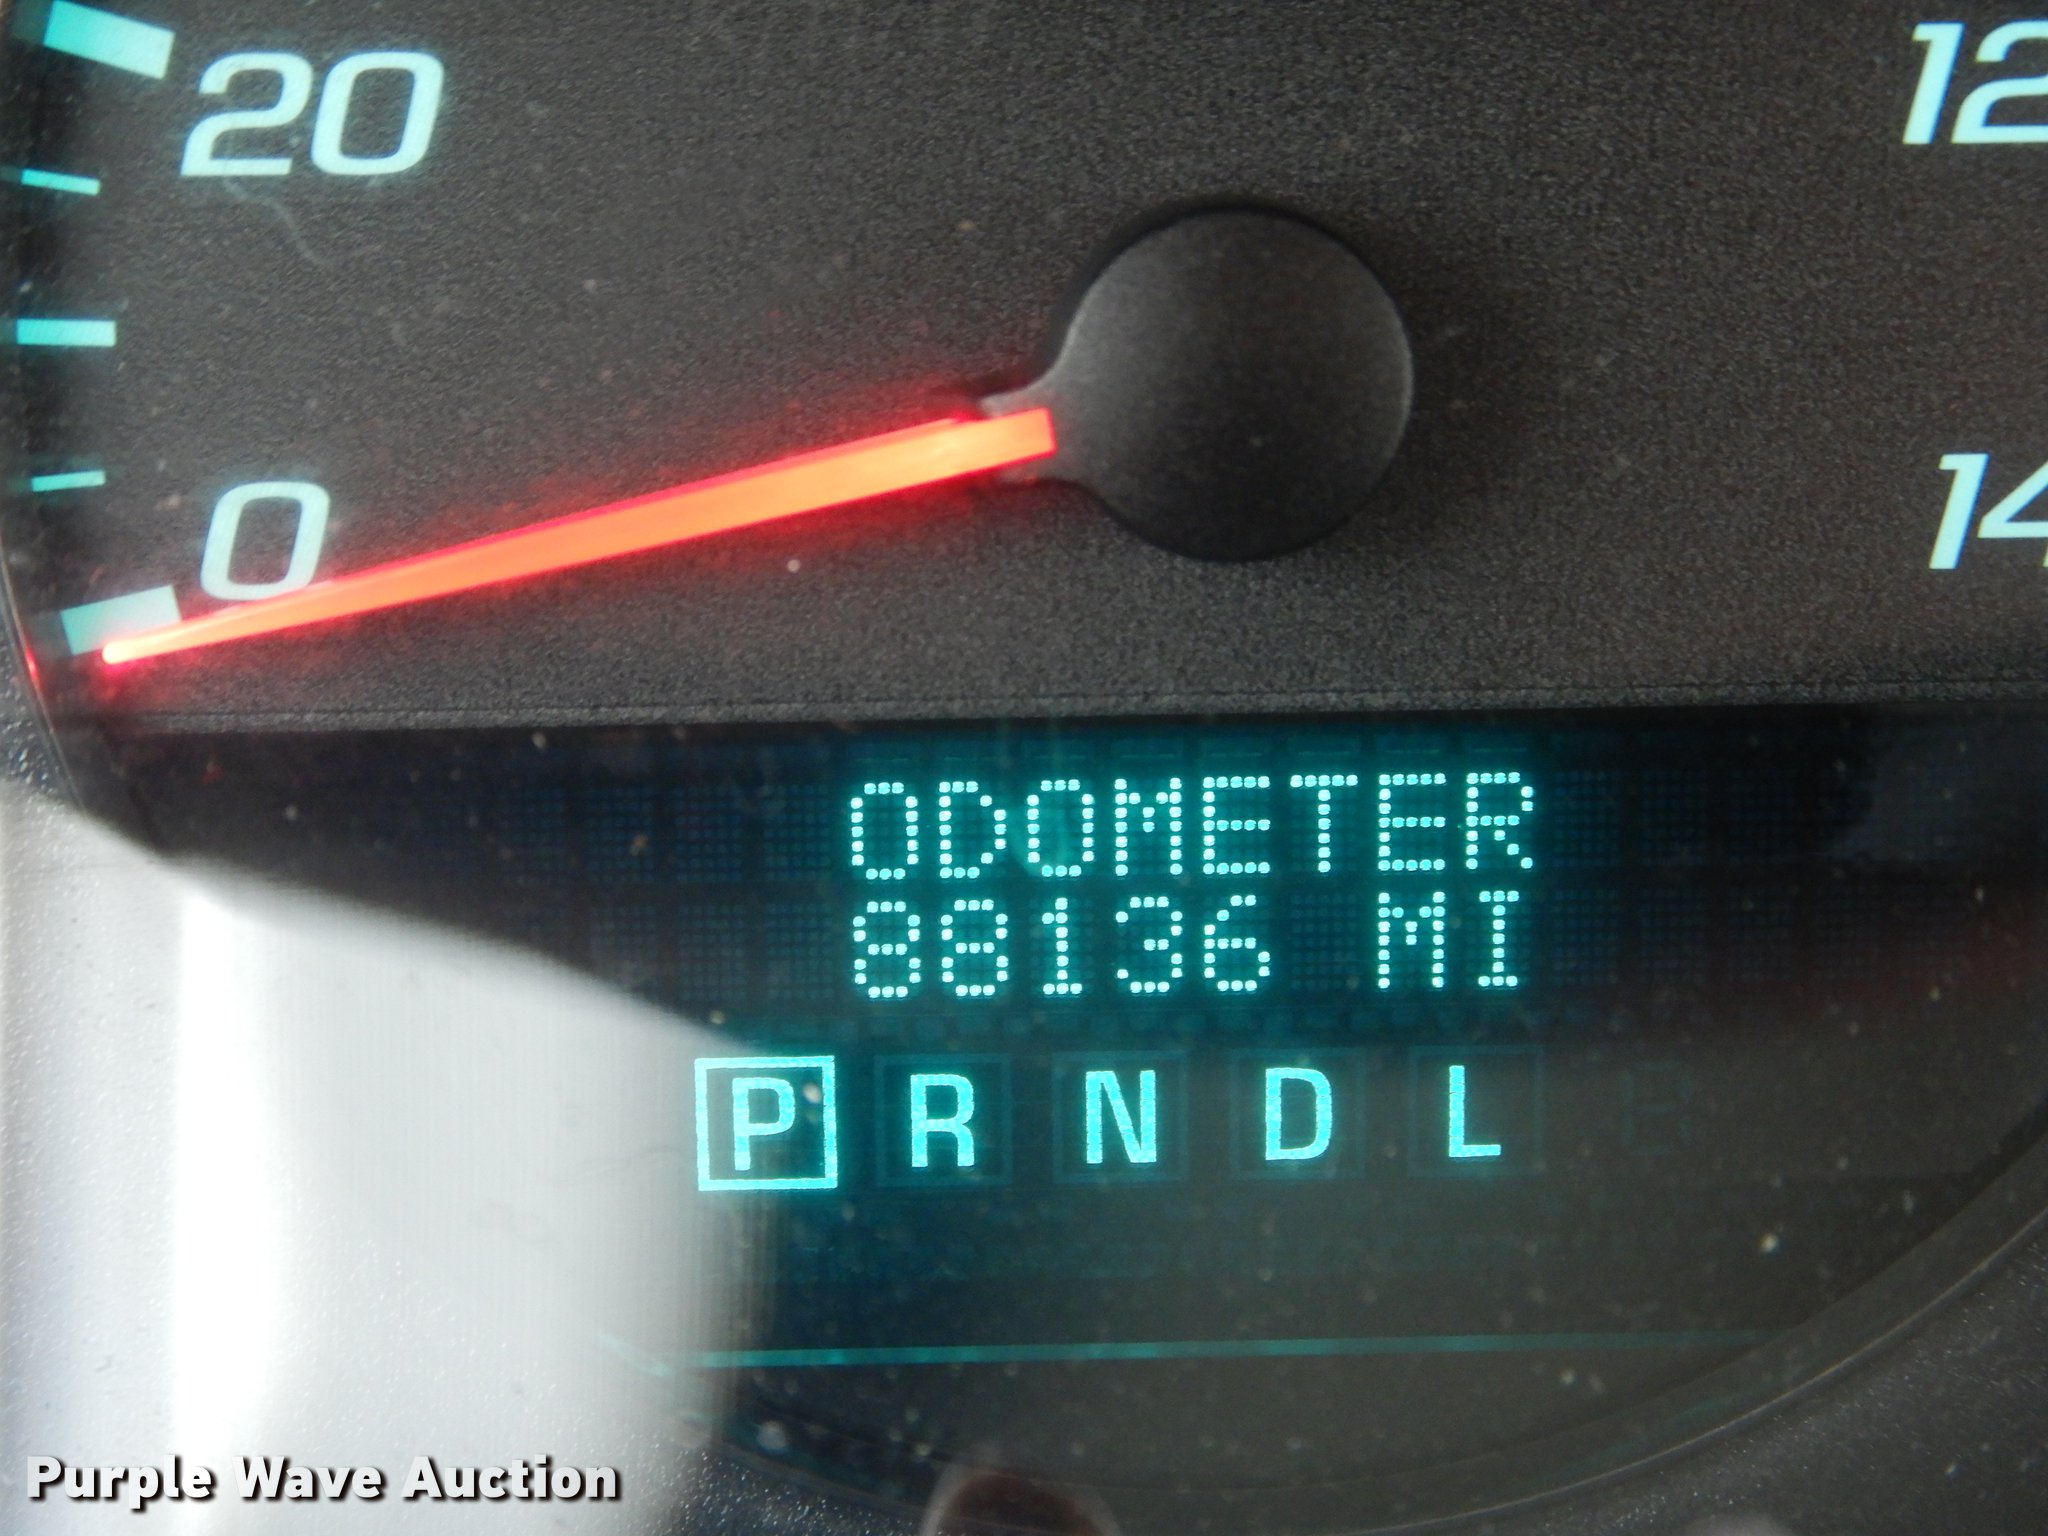 20
12
0
14
ODOMETER
88136 MI
P R N D L
Purple Wave Auction